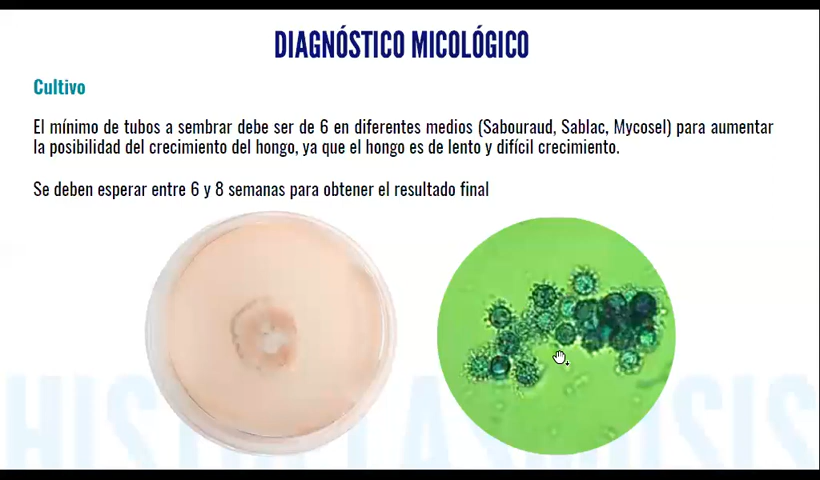 DIAGNÓSTICO MICOLÓGICO
Cultivo
El mínimo de tubos a sembrar debe ser de 6 en diferentes medios (Sabouraud, Sablac, Mycosel) para aumentar
la posibilidad del crecimiento del hongo, ya que el hongo es de lento y difícil crecimiento.
Se deben esperar entre 6 y 8 semanas para obtener el resultado final
HISTOPLASMOSIS